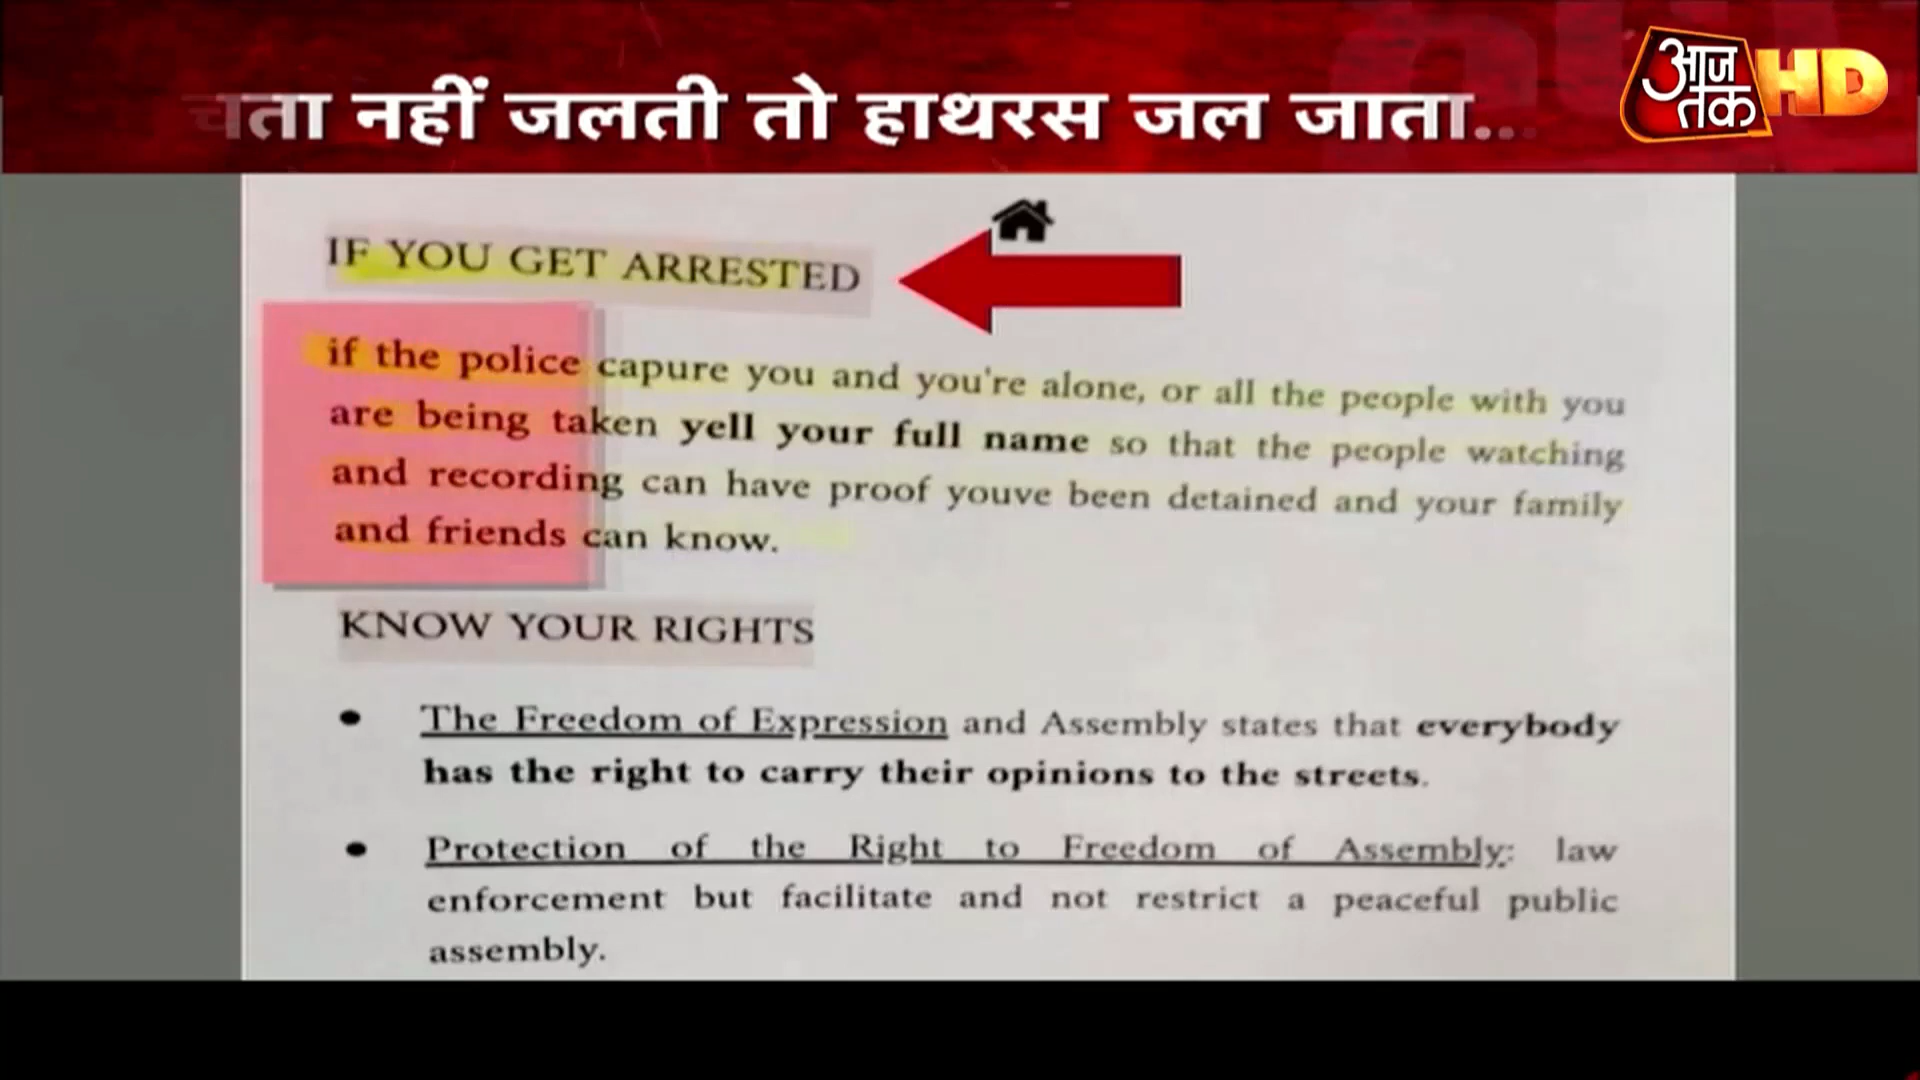 नहीं जलती तो हाथरस जल जाता...
आज तक HD
IF YOU GET ARRESTED
if the police capure you and you're alone, or all the people with you
are being taken yell your full name so that the people watching
and recording can have proof youve been detained and your family
and friends can know.
KNOW YOUR RIGHTS
• The Freedom of Expression and Assembly states that everybody
has the right to carry their opinions to the streets.
• Protection of the Right to Freedom of Assembly: law
enforcement but facilitate and not restrict a peaceful public
assembly.